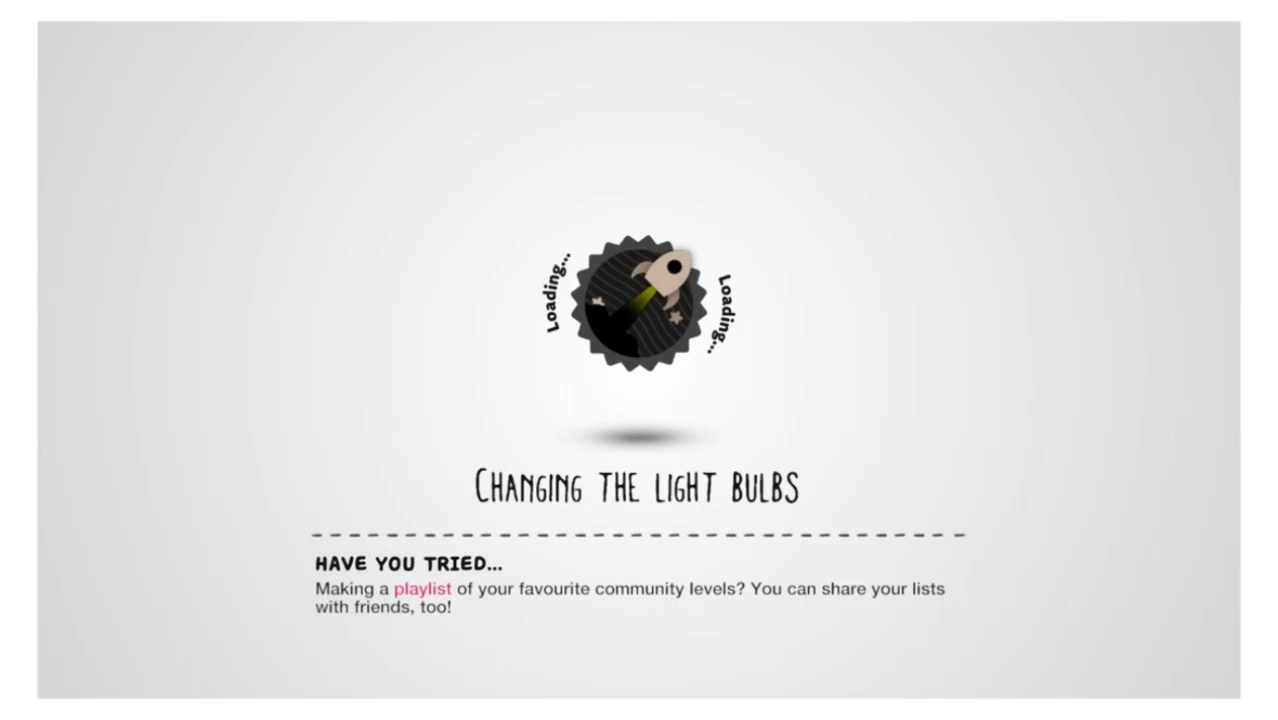 Loading...
Loading...
CHANGING THE LIGHT BULBS
HAVE YOU TRIED...
Making a playlist of your favourite community levels? You can share your lists
with friends, too!